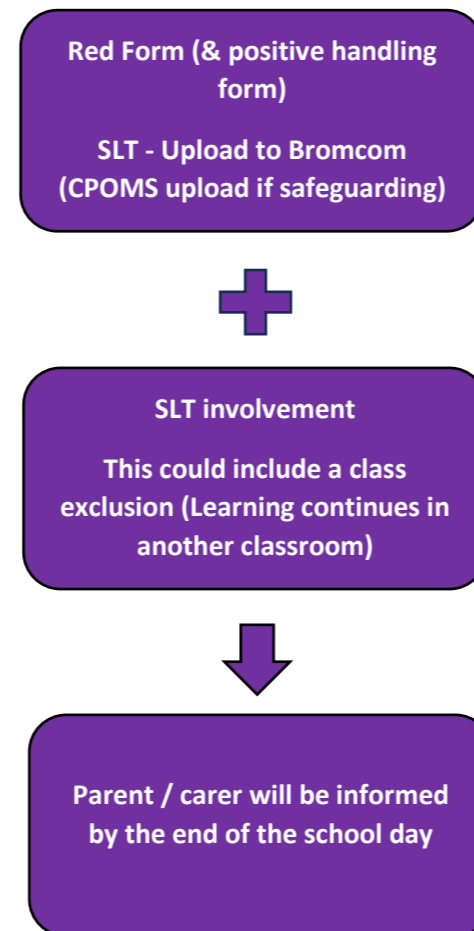 Red Form (& positive handling
form)
SLT - Upload to Bromcom
(CPOMS upload if safeguarding)
SLT involvement
This could include a class
exclusion (Learning continues in
another classroom)
Parent / carer will be informed
by the end of the school day